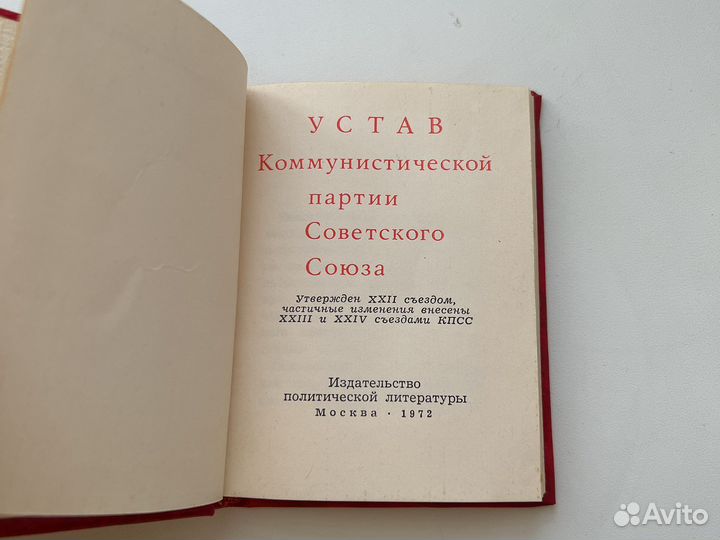 УСТАВ
Коммунистической
партии
Советского
Союза
Утвержден XXII съездом,
частичные изменения внесены
XXIII и XXIV съездами КПСС
Издательство
политической литературы
Москва · 1972
Avito